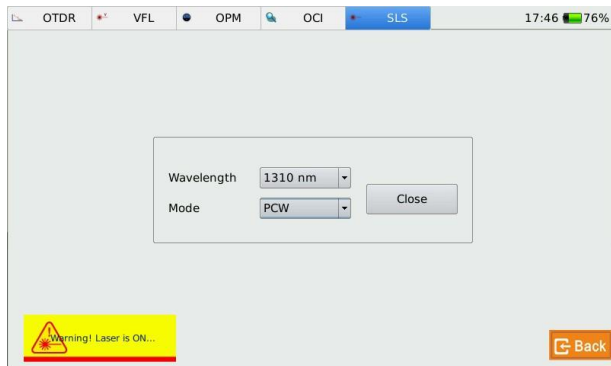 OTDR VFL OPM OCI SLS 17:46 76%
Wavelength 1310 nm
Mode PCW
Close
Warning! Laser is ON...
Back